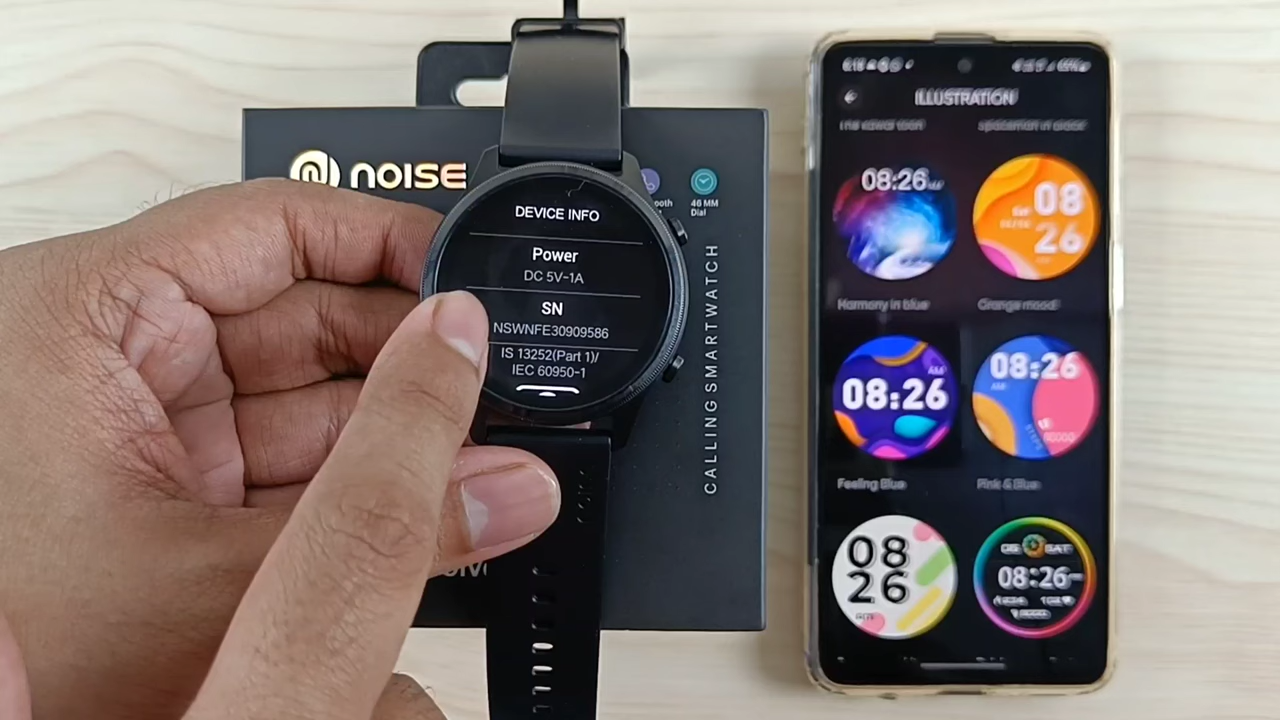 NOISE
46 MM
Dial
CALLING SMARTWATCH
DEVICE INFO
Power
DC 5V-1A
SN
NSWNFE30909586
IS 13252(Part 1)/
IEC 60950-1
ILLUSTRATION
08:26
08
26
Harmony in blue
Orange mood
08:26
08:26
Feeling Blue
Pink & Blue
08
26
08:26